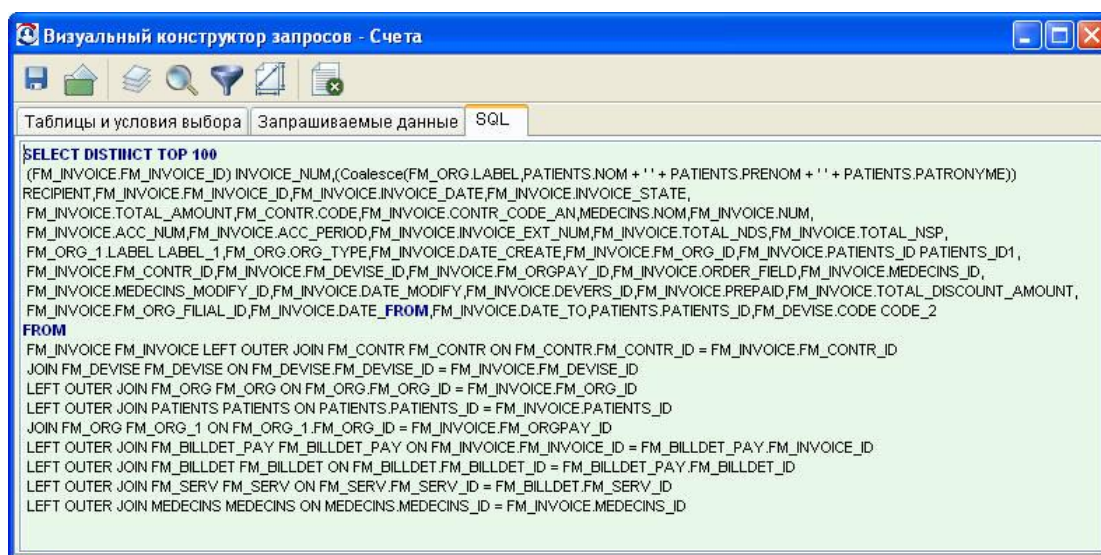 Визуальный конструктор запросов - Счета
Таблицы и условия выбора Запрашиваемые данные SQL
SELECT DISTINCT TOP 100
(FM_INVOICE.FM_INVOICE_ID) INVOICE_NUM,(Coalesce(FM_ORG.LABEL,PATIENTS.NOM + ' ' + PATIENTS.PRENOM + ' ' + PATIENTS.PATRONYME))
RECIPIENT,FM_INVOICE.FM_INVOICE_ID,FM_INVOICE.INVOICE_DATE,FM_INVOICE.INVOICE_STATE,
FM_INVOICE.TOTAL_AMOUNT,FM_CONTR.CODE,FM_INVOICE.CONTR_CODE_AN,MEDECINS.NOM,FM_INVOICE.NUM,
FM_INVOICE.ACC_NUM,FM_INVOICE.ACC_PERIOD,FM_INVOICE.INVOICE_EXT_NUM,FM_INVOICE.TOTAL_NDS,FM_INVOICE.TOTAL_NSP,
FM_ORG_1.LABEL LABEL_1,FM_ORG.ORG_TYPE,FM_INVOICE.DATE_CREATE,FM_INVOICE.FM_ORG_ID,FM_INVOICE.PATIENTS_ID PATIENTS_ID1,
FM_INVOICE.FM_CONTR_ID,FM_INVOICE.FM_DEVISE_ID,FM_INVOICE.FM_ORGPAY_ID,FM_INVOICE.ORDER_FIELD,FM_INVOICE.MEDECINS_ID,
FM_INVOICE.MEDECINS_MODIFY_ID,FM_INVOICE.DATE_MODIFY,FM_INVOICE.DEVERS_ID,FM_INVOICE.PREPAID,FM_INVOICE.TOTAL_DISCOUNT_AMOUNT,
FM_INVOICE.FM_ORG_FILIAL_ID,FM_INVOICE.DATE_FROM,FM_INVOICE.DATE_TO,PATIENTS.PATIENTS_ID,FM_DEVISE.CODE CODE_2
FROM
FM_INVOICE FM_INVOICE LEFT OUTER JOIN FM_CONTR FM_CONTR ON FM_CONTR.FM_CONTR_ID = FM_INVOICE.FM_CONTR_ID
JOIN FM_DEVISE FM_DEVISE ON FM_DEVISE.FM_DEVISE_ID = FM_INVOICE.FM_DEVISE_ID
LEFT OUTER JOIN FM_ORG FM_ORG ON FM_ORG.FM_ORG_ID = FM_INVOICE.FM_ORG_ID
LEFT OUTER JOIN PATIENTS PATIENTS ON PATIENTS.PATIENTS_ID = FM_INVOICE.PATIENTS_ID
JOIN FM_ORG FM_ORG_1 ON FM_ORG_1.FM_ORG_ID = FM_INVOICE.FM_ORGPAY_ID
LEFT OUTER JOIN FM_BILLDET_PAY FM_BILLDET_PAY ON FM_INVOICE.FM_INVOICE_ID = FM_BILLDET_PAY.FM_INVOICE_ID
LEFT OUTER JOIN FM_BILLDET FM_BILLDET ON FM_BILLDET.FM_BILLDET_ID = FM_BILLDET_PAY.FM_BILLDET_ID
LEFT OUTER JOIN FM_SERV FM_SERV ON FM_SERV.FM_SERV_ID = FM_BILLDET.FM_SERV_ID
LEFT OUTER JOIN MEDECINS MEDECINS ON MEDECINS.MEDECINS_ID = FM_INVOICE.MEDECINS_ID